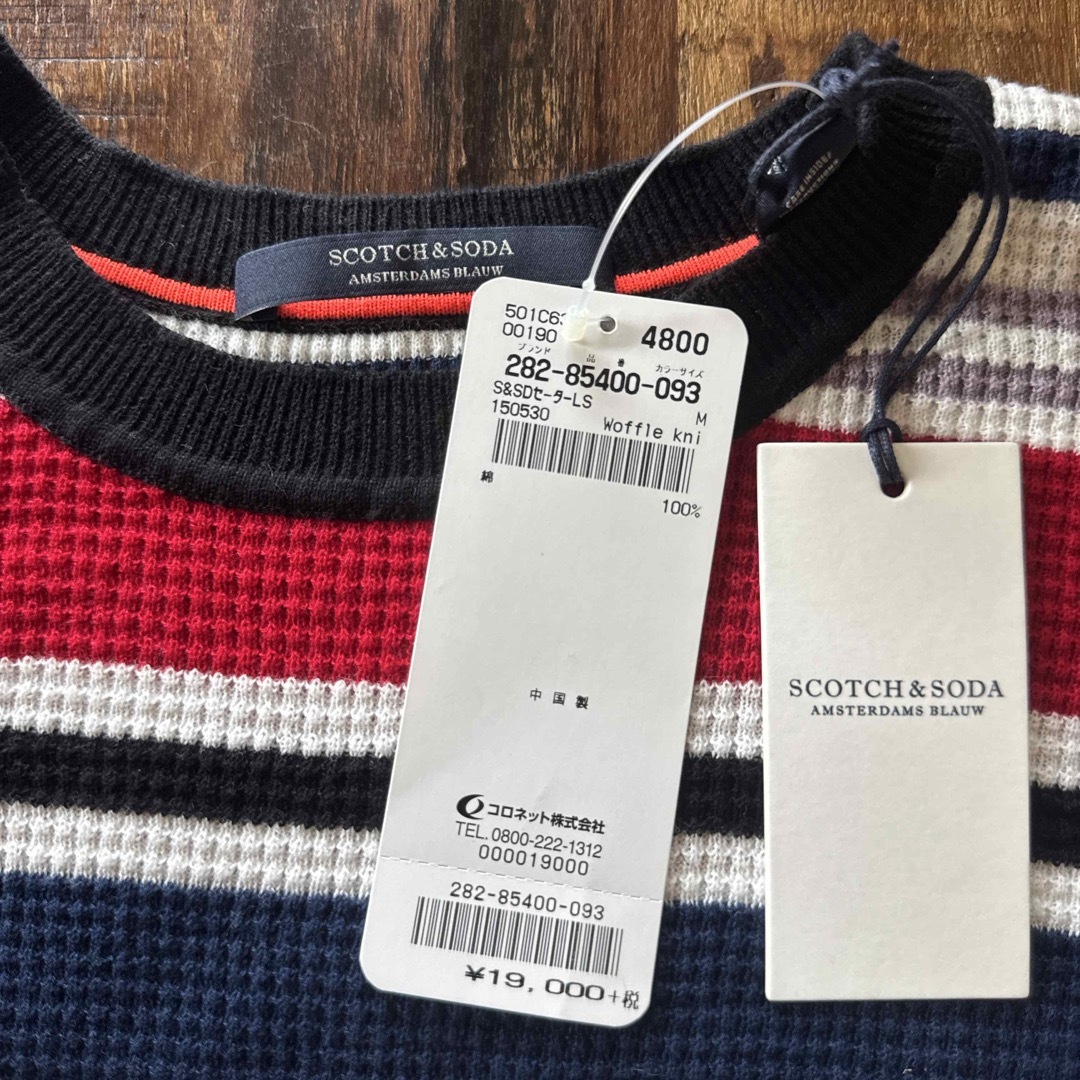 SCOTCH & SODA
AMSTERDAMS BLAUW
4800
00190
ブランド 品番 カラーサイズ
282-85400-093
S&SDセーターLS M
150530 Woffle kni
綿 100%
中国製
コロネット株式会社
TEL. 0800-222-1312
000019000
282-85400-093
¥19,000+税
SCOTCH & SODA
AMSTERDAMS BLAUW